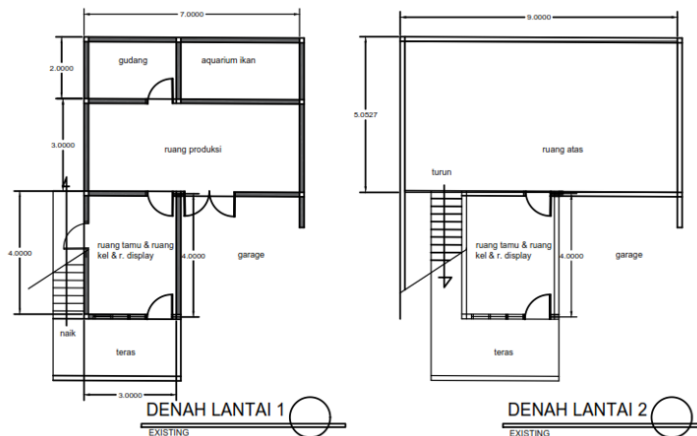 7.0000
gudang
aquarium ikan
2.0000
3.0000
ruang produksi
4.0000
ruang tamu & ruang
kel & r. display
4.0000
garage
naik
teras
3.0000
DENAH LANTAI 1
EXISTING
9.0000
5.0527
ruang atas
turun
ruang tamu & ruang
kel & r. display
4.0000
garage
teras
DENAH LANTAI 2
EXISTING